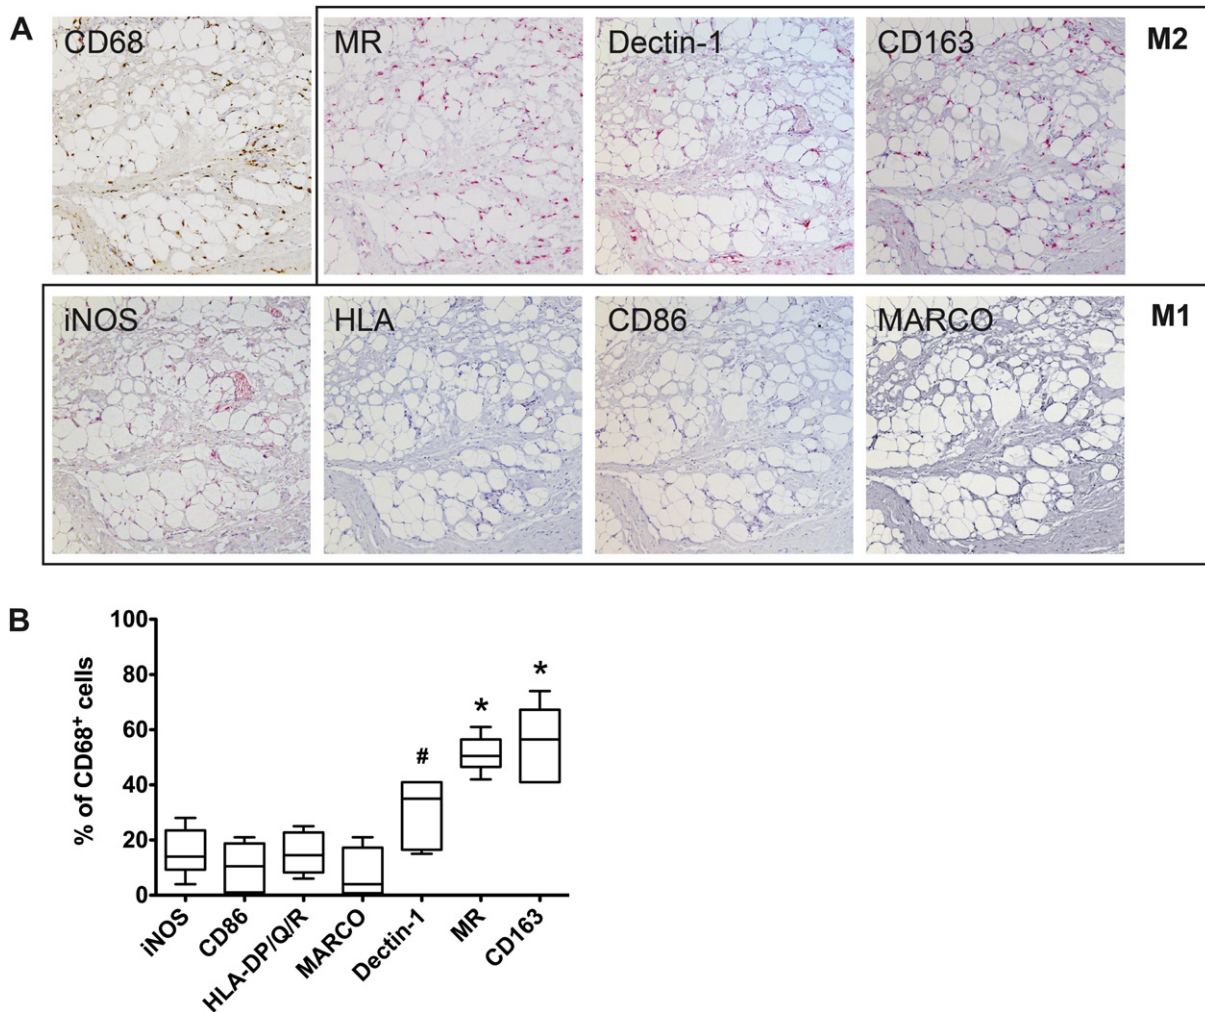 A
CD68
MR
Dectin-1
CD163
M2
iNOS
HLA
CD86
MARCO
M1
B
% of CD68⁺ cells
100
80
60
40
20
0
#
*
*
iNOS
CD86
HLA-DP/Q/R
MARCO
Dectin-1
MR
CD163